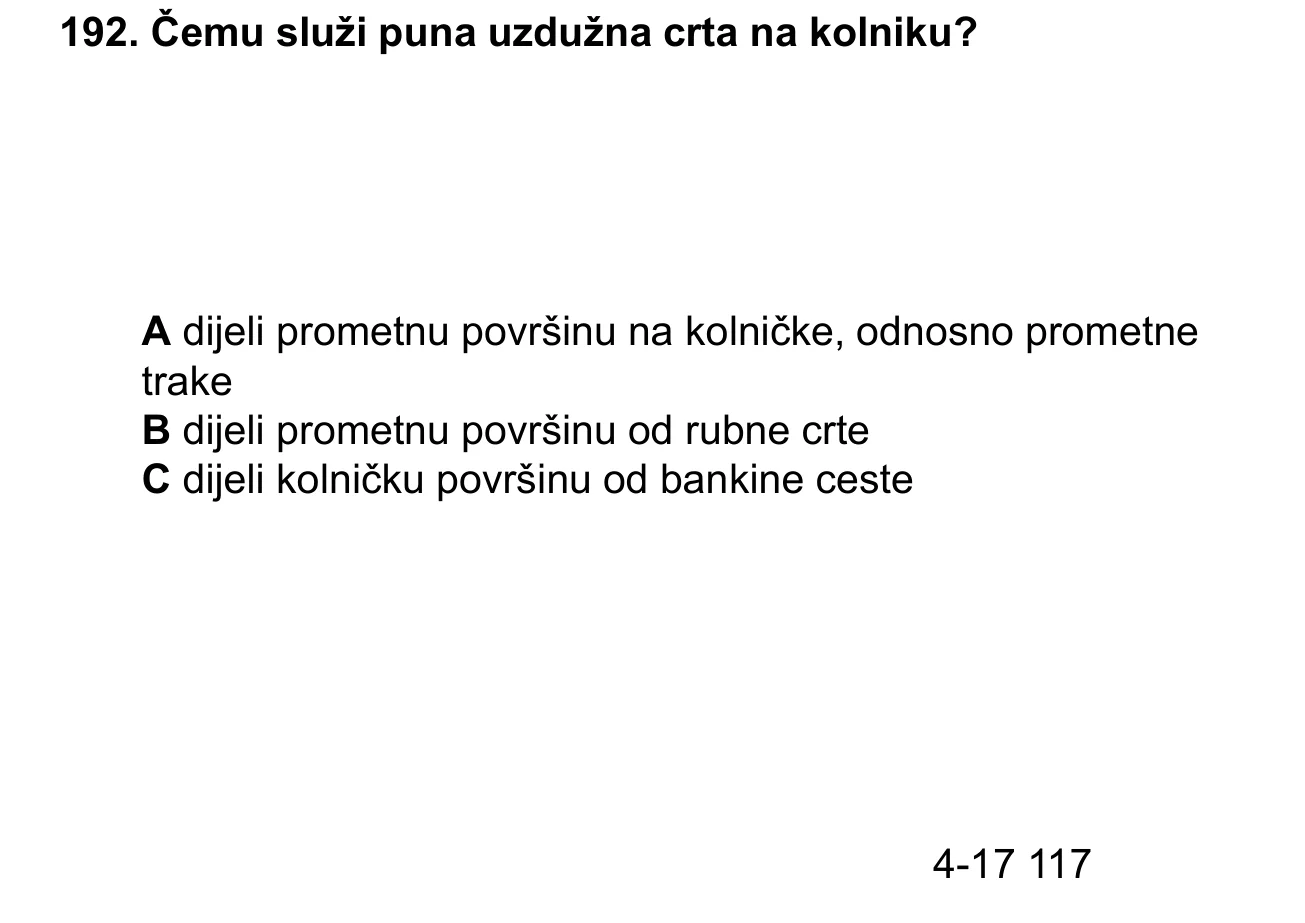 192. Čemu služi puna uzdužna crta na kolniku?
A dijeli prometnu površinu na kolničke, odnosno prometne
trake
B dijeli prometnu površinu od rubne crte
C dijeli kolničku površinu od bankine ceste
4-17 117